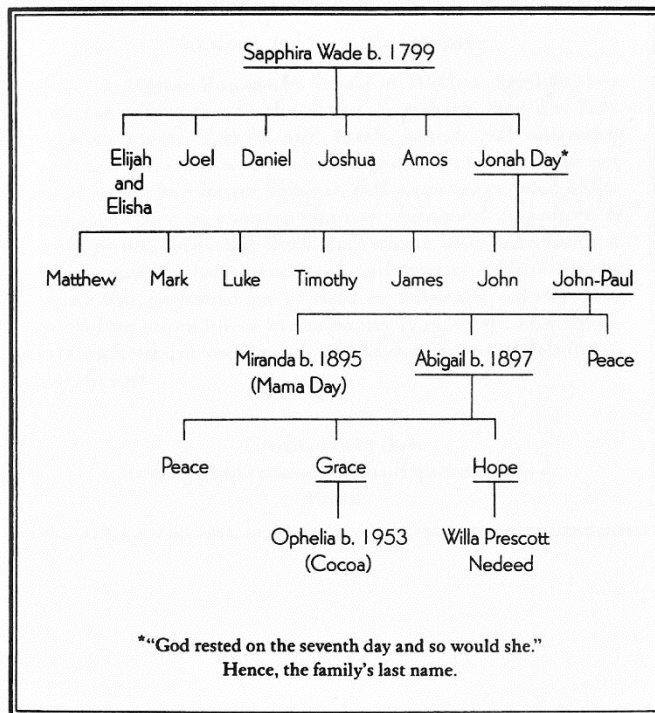 Sapphira Wade b. 1799
Elijah and Elisha
Joel
Daniel
Joshua
Amos
Jonah Day*
Matthew
Mark
Luke
Timothy
James
John
John-Paul
Miranda b. 1895
(Mama Day)
Abigail b. 1897
Peace
Peace
Grace
Hope
Ophelia b. 1953
(Cocoa)
Willa Prescott
Nedeed
*“God rested on the seventh day and so would she.”
Hence, the family’s last name.